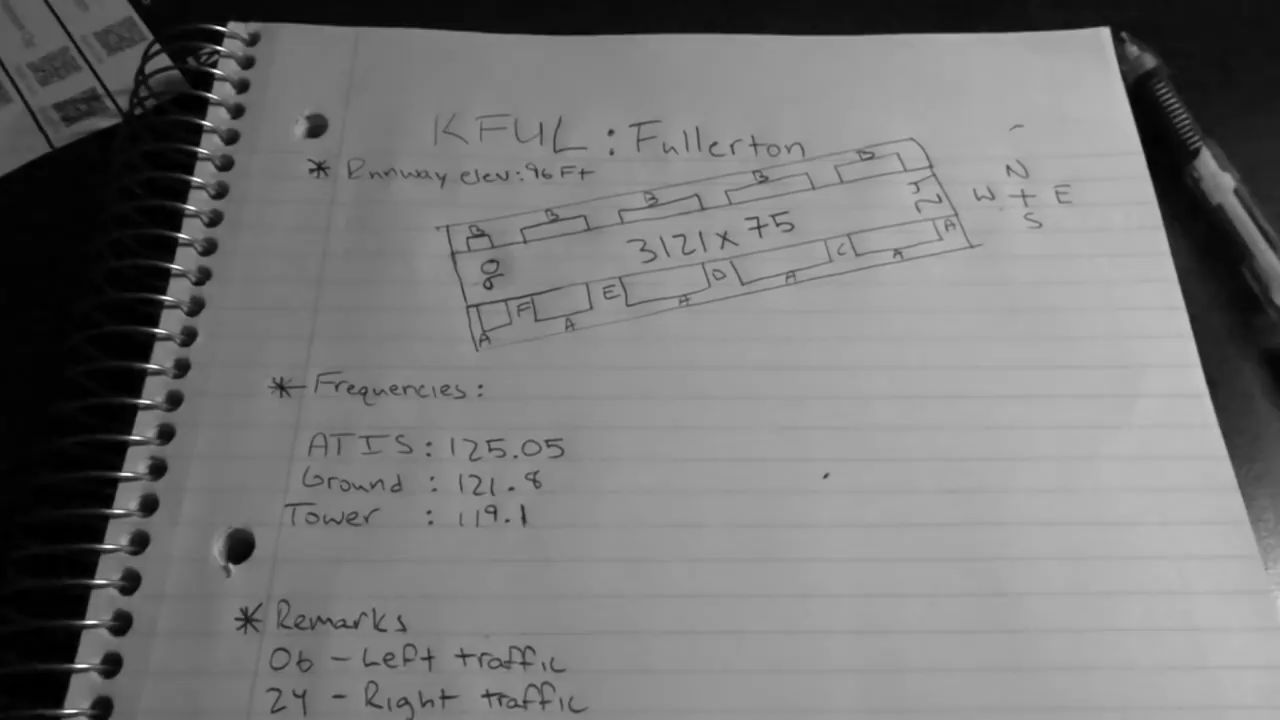 KFUL: Fullerton
* Runway elev: 96 Ft
N
W + E
S
B B B B B
06 3121 x 75 24
A F E D C A
A A A A
* Frequencies:
ATIS: 125.05
Ground: 121.8
Tower: 119.1
* Remarks
06 - Left traffic
24 - Right traffic